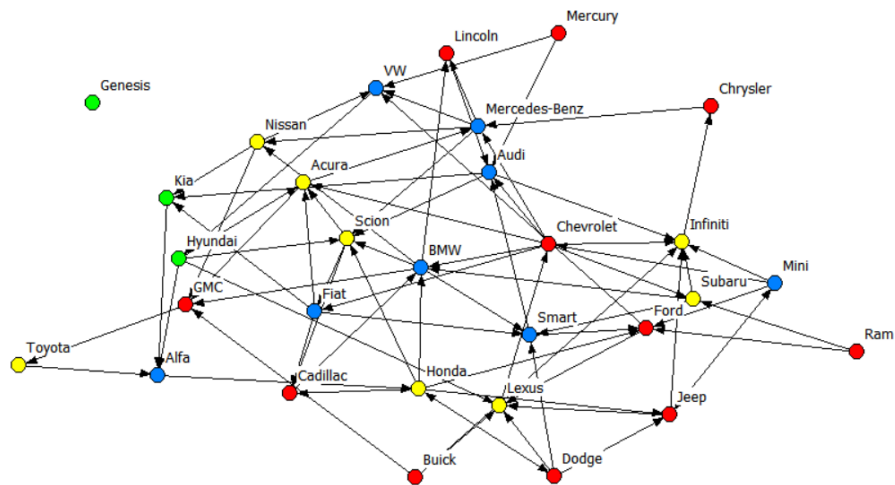 Mercury
Lincoln
VW
Genesis
Chrysler
Mercedes-Benz
Nissan
Audi
Acura
Kia
Scion
Chevrolet
Infiniti
Hyundai
BMW
Mini
Subaru
GMC
Fiat
Smart
Ford
Ram
Toyota
Alfa
Cadillac
Honda
Lexus
Jeep
Buick
Dodge